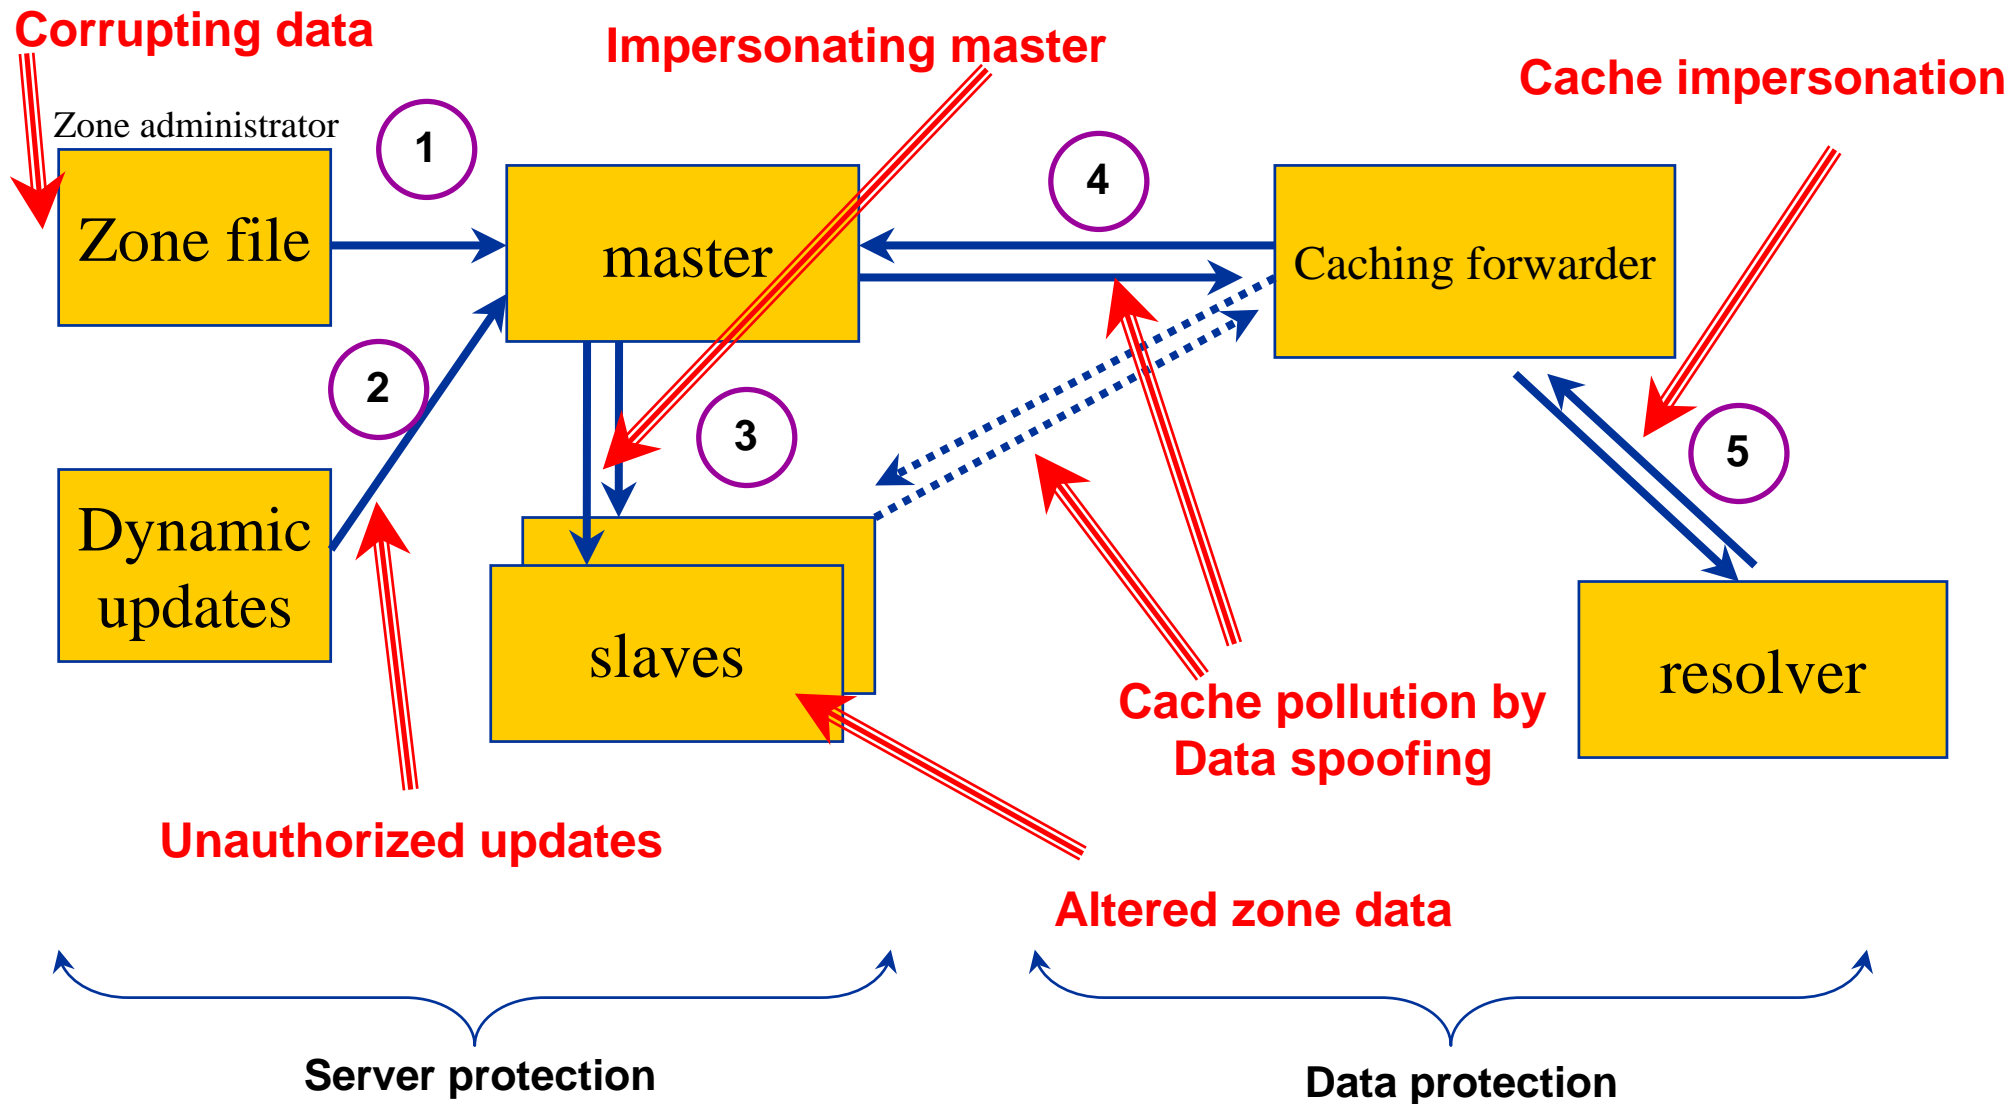 Corrupting data
Impersonating master
Cache impersonation
Zone administrator
1
4
Zone file
master
Caching forwarder
2
3
5
Dynamic
updates
slaves
resolver
Cache pollution by
Data spoofing
Unauthorized updates
Altered zone data
Server protection
Data protection